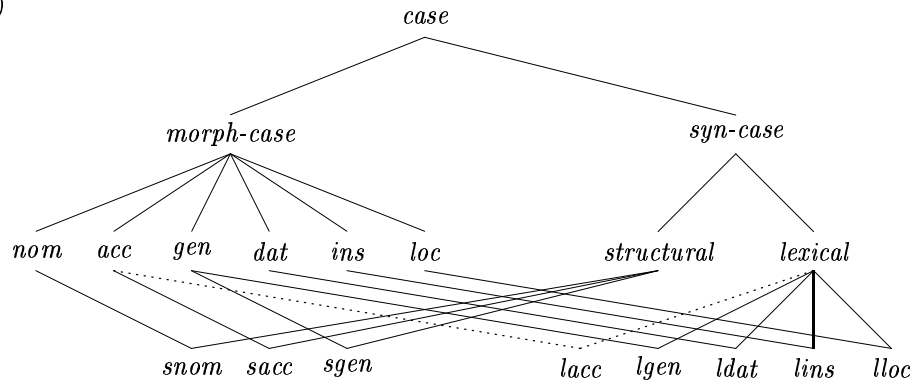 )
case
morph-case syn-case
nom acc gen dat ins loc structural lexical
snom sacc sgen lacc lgen ldat lins lloc